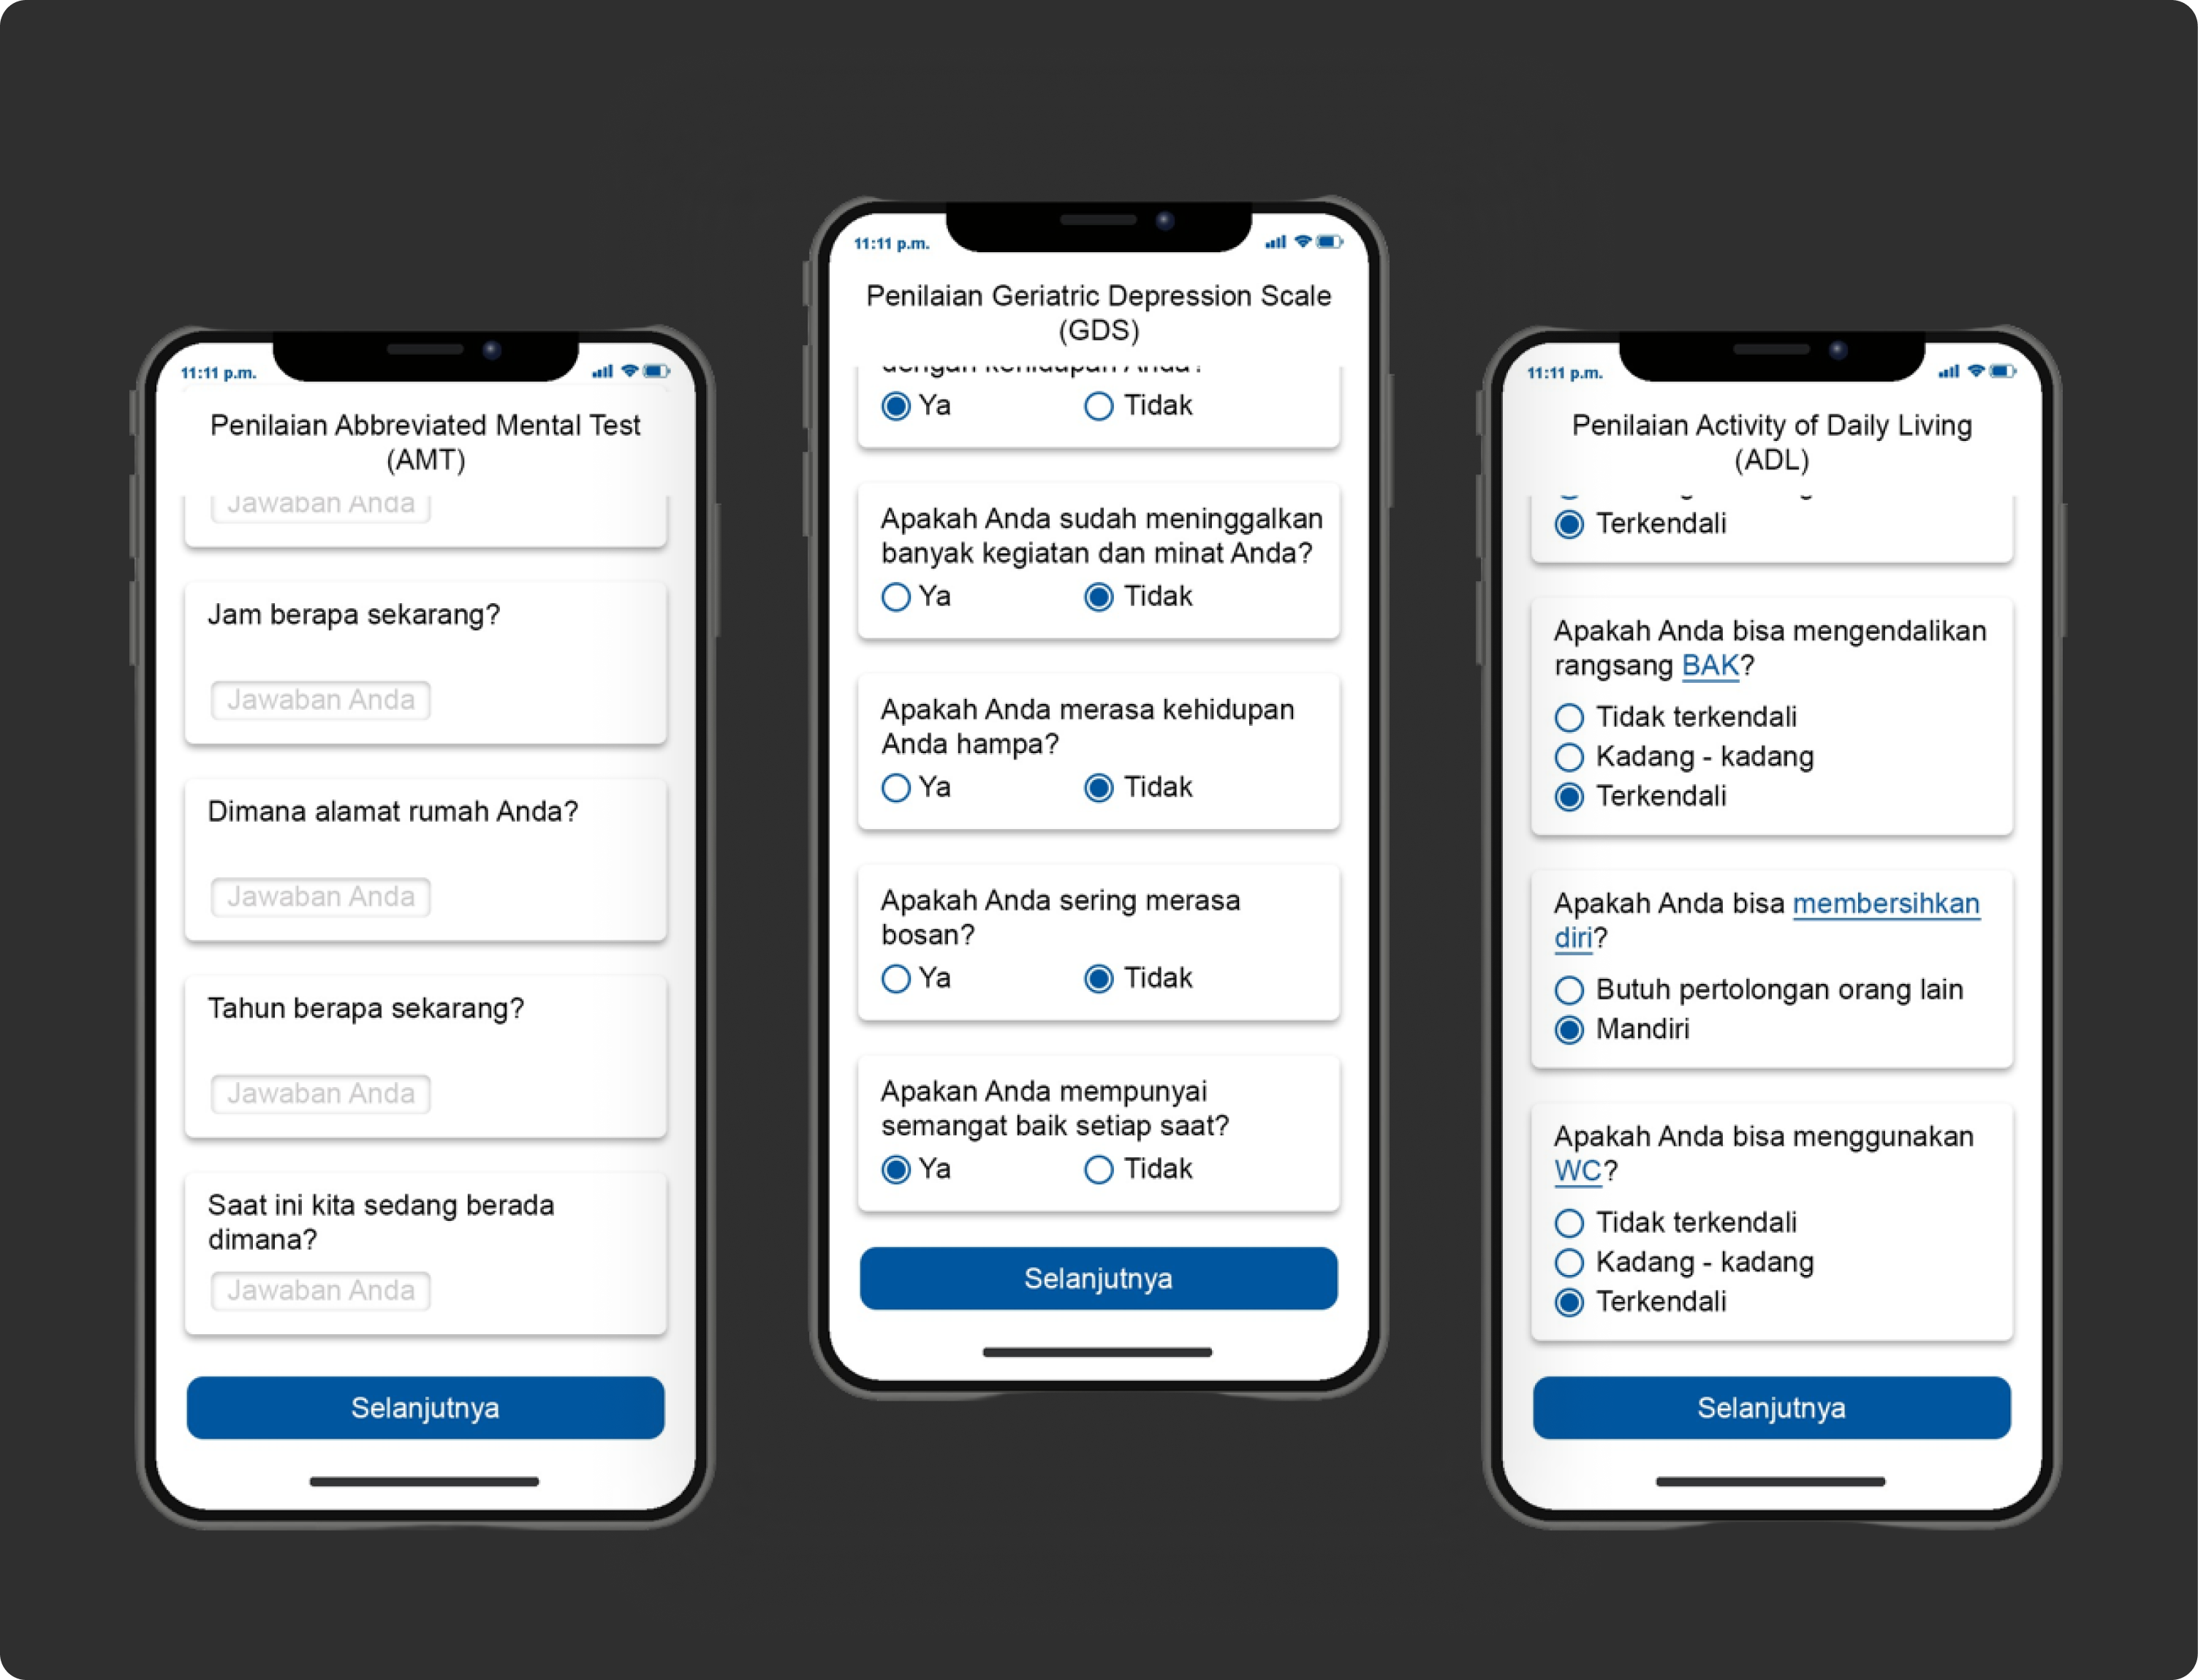 11:11 p.m.
Penilaian Abbreviated Mental Test
(AMT)
Jawaban Anda
Jam berapa sekarang?
Jawaban Anda
Dimana alamat rumah Anda?
Jawaban Anda
Tahun berapa sekarang?
Jawaban Anda
Saat ini kita sedang berada
dimana?
Jawaban Anda
Selanjutnya
11:11 p.m.
Penilaian Geriatric Depression Scale
(GDS)
dengan kehidupan Anda?
Ya Tidak
Apakah Anda sudah meninggalkan
banyak kegiatan dan minat Anda?
Ya Tidak
Apakah Anda merasa kehidupan
Anda hampa?
Ya Tidak
Apakah Anda sering merasa
bosan?
Ya Tidak
Apakan Anda mempunyai
semangat baik setiap saat?
Ya Tidak
Selanjutnya
11:11 p.m.
Penilaian Activity of Daily Living
(ADL)
Terkendali
Apakah Anda bisa mengendalikan
rangsang BAK?
Tidak terkendali
Kadang - kadang
Terkendali
Apakah Anda bisa membersihkan
diri?
Butuh pertolongan orang lain
Mandiri
Apakah Anda bisa menggunakan
WC?
Tidak terkendali
Kadang - kadang
Terkendali
Selanjutnya